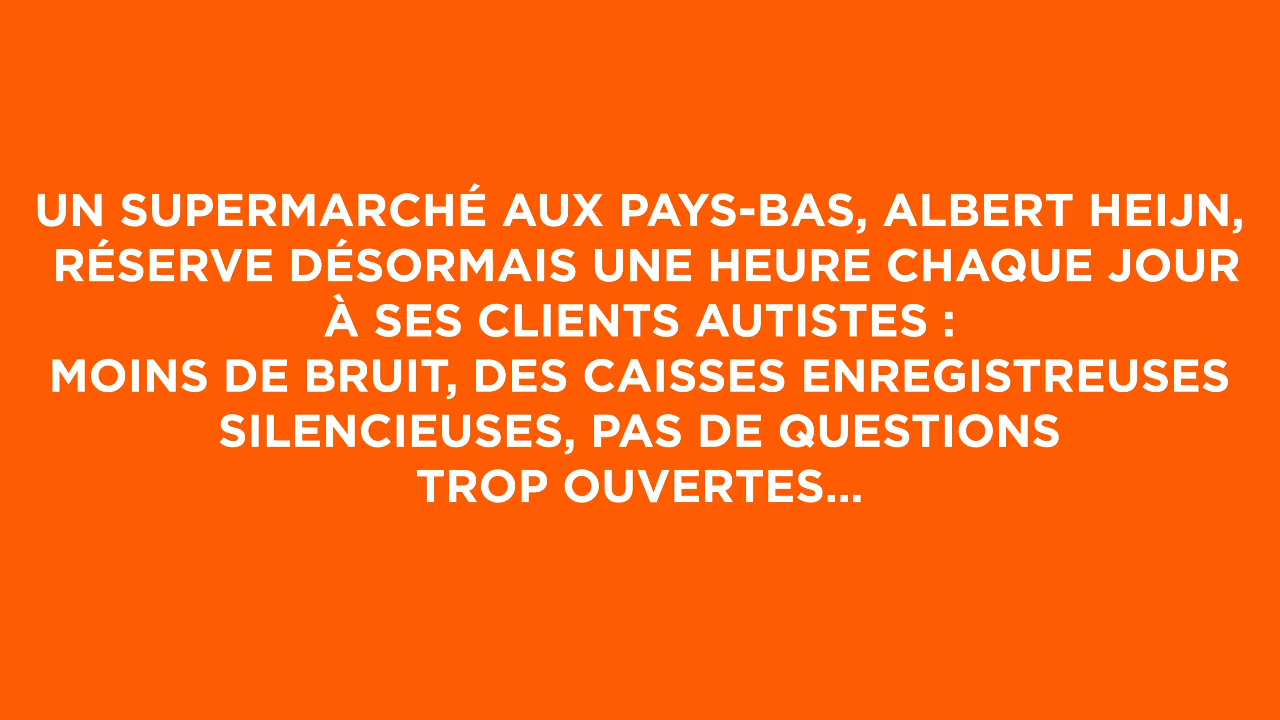 UN SUPERMARCHÉ AUX PAYS-BAS, ALBERT HEIJN,
RÉSERVE DÉSORMAIS UNE HEURE CHAQUE JOUR
À SES CLIENTS AUTISTES :
MOINS DE BRUIT, DES CAISSES ENREGISTREUSES
SILENCIEUSES, PAS DE QUESTIONS
TROP OUVERTES...